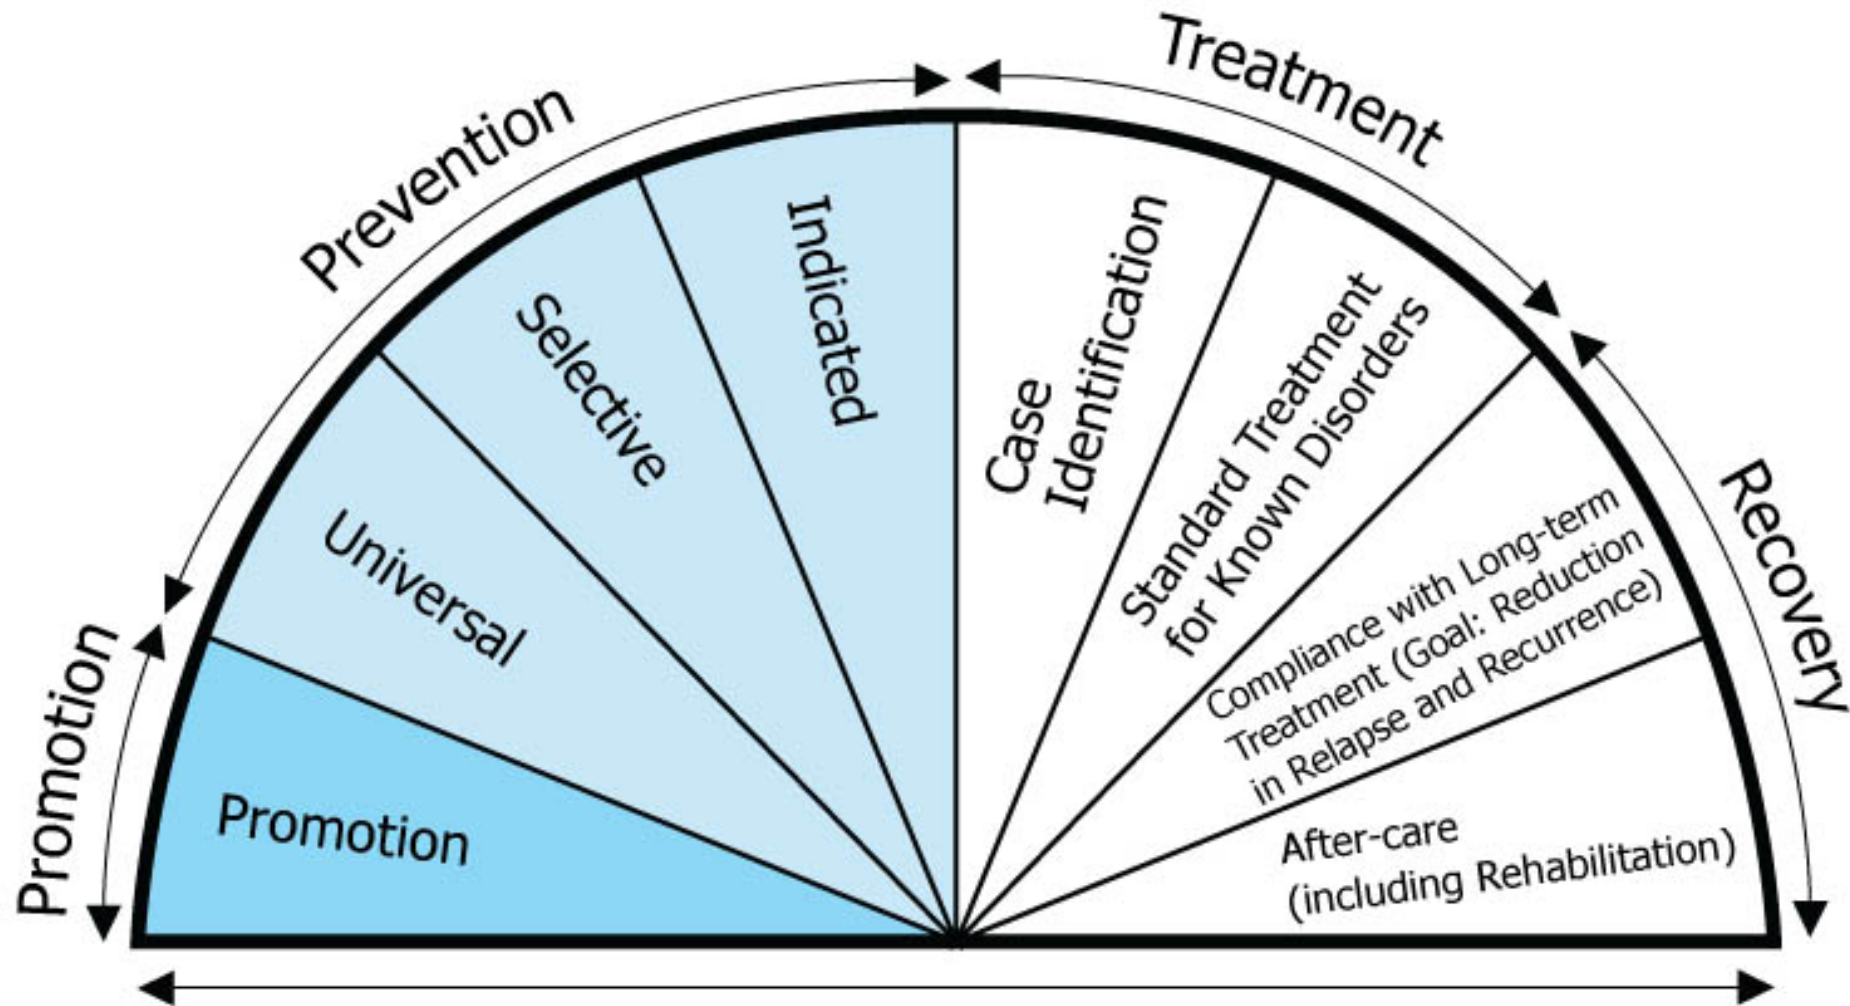 Promotion
Prevention
Treatment
Recovery
Promotion
Universal
Selective
Indicated
Case
Identification
Standard Treatment
for Known Disorders
Compliance with Long-term
Treatment (Goal: Reduction
in Relapse and Recurrence)
After-care
(including Rehabilitation)